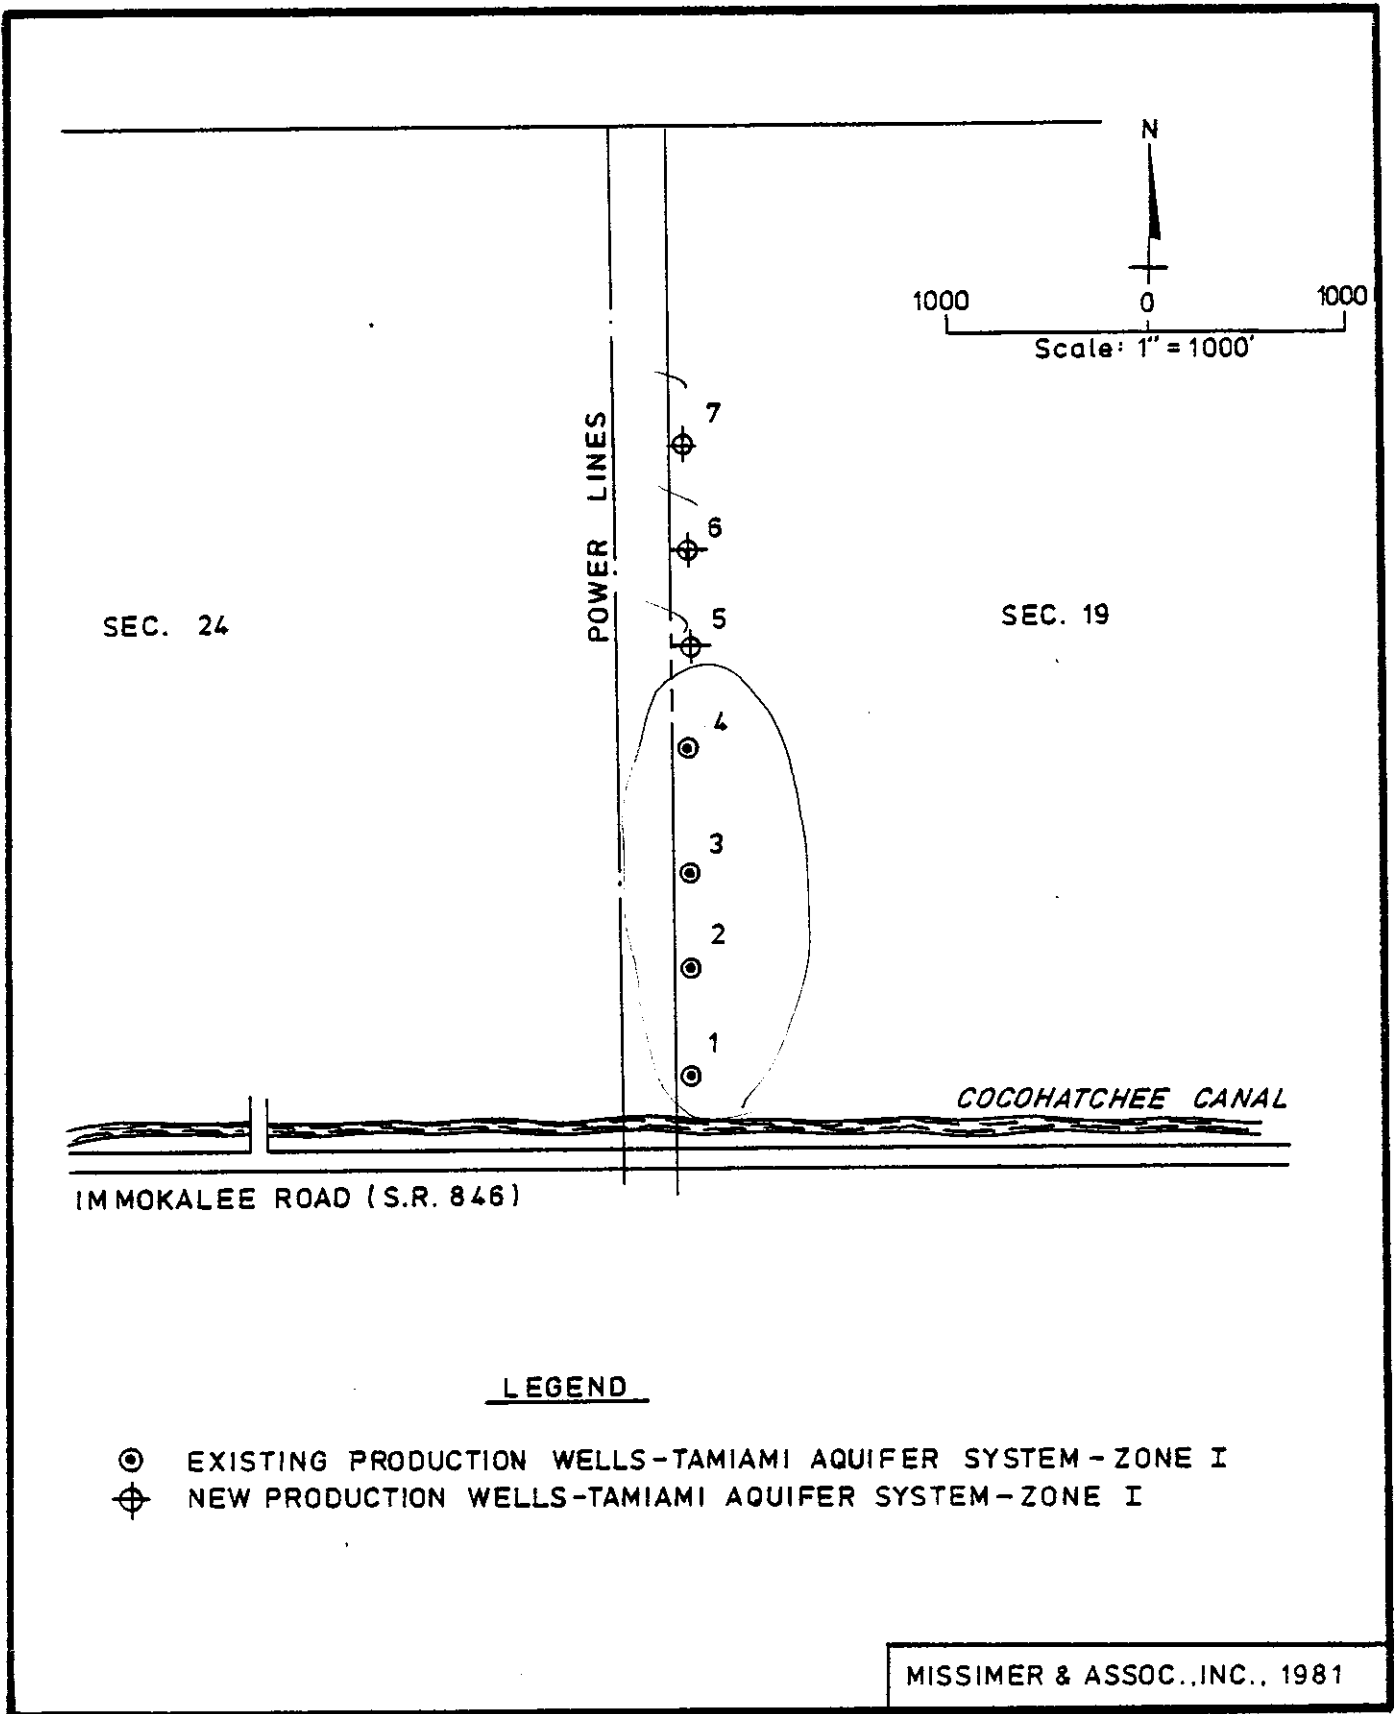 N
1000 0 1000
Scale: 1" = 1000'
7
POWER LINES
6
5
SEC. 24
SEC. 19
4
3
2
1
COCOHATCHEE CANAL
IMMOKALEE ROAD (S.R. 846)
LEGEND
EXISTING PRODUCTION WELLS-TAMIAMI AQUIFER SYSTEM-ZONE I
NEW PRODUCTION WELLS-TAMIAMI AQUIFER SYSTEM-ZONE I
MISSIMER & ASSOC.,INC., 1981